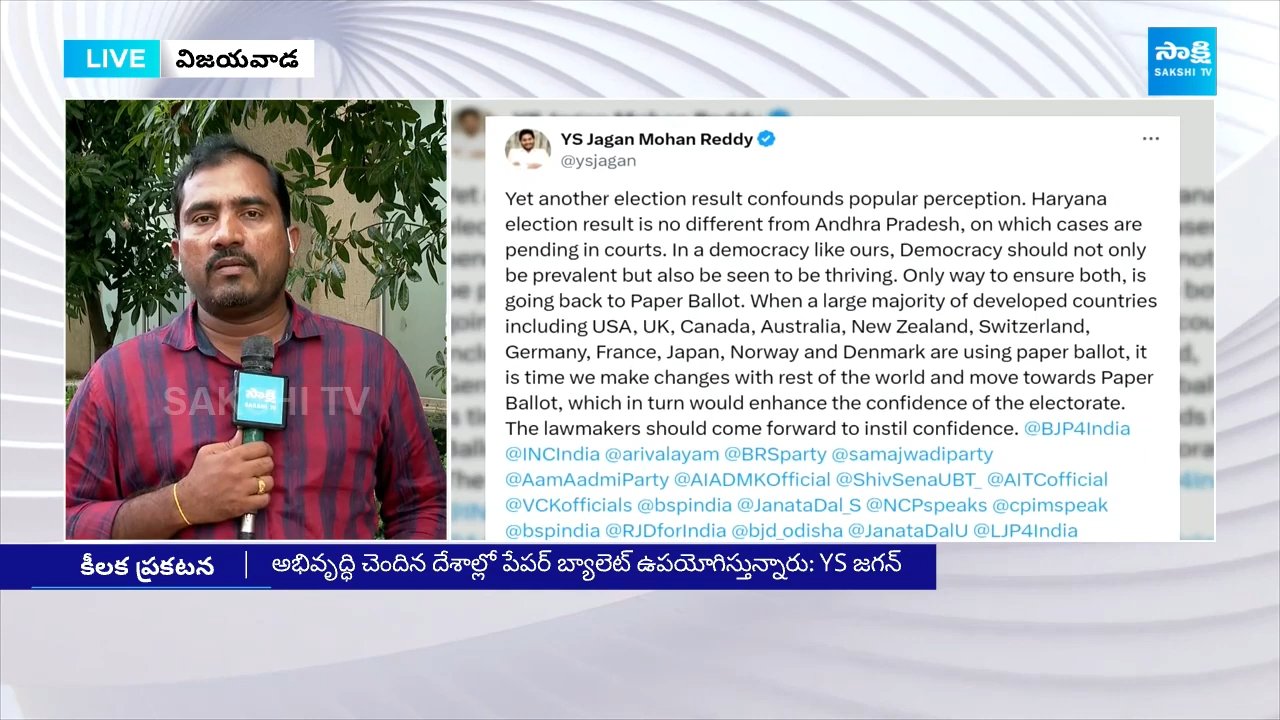 LIVE విజయవాడ
సాక్షి
SAKSHI TV
YS Jagan Mohan Reddy
@ysjagan
Yet another election result confounds popular perception. Haryana
election result is no different from Andhra Pradesh, on which cases are
pending in courts. In a democracy like ours, Democracy should not only
be prevalent but also be seen to be thriving. Only way to ensure both, is
going back to Paper Ballot. When a large majority of developed countries
including USA, UK, Canada, Australia, New Zealand, Switzerland,
Germany, France, Japan, Norway and Denmark are using paper ballot, it
is time we make changes with rest of the world and move towards Paper
Ballot, which in turn would enhance the confidence of the electorate.
The lawmakers should come forward to instil confidence. @BJP4India
@INCIndia @arivalayam @BRSparty @samajwadiparty
@AamAadmiParty @AIADMKOfficial @ShivSenaUBT_ @AITCofficial
@VCKofficials @bspindia @JanataDal_S @NCPspeaks @cpimspeak
@bspindia @RJDforIndia @bjd_odisha @JanataDalU @LJP4India
SAKSHI TV
సాక్షి
SAKSHI TV
కీలక ప్రకటన అభివృద్ధి చెందిన దేశాల్లో పేపర్ బ్యాలెట్ ఉపయోగిస్తున్నారు: YS జగన్